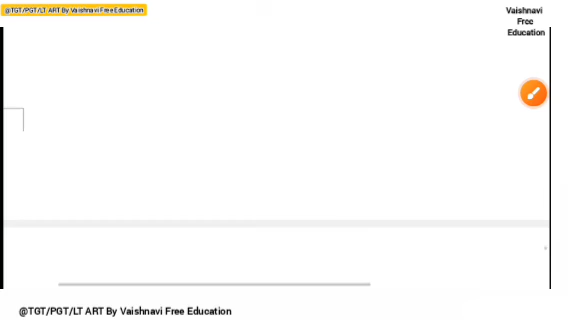 @TGT/PGT/LT ART By Vaishnavi Free Education
Vaishnavi
Free
Education
@TGT/PGT/LT ART By Vaishnavi Free Education